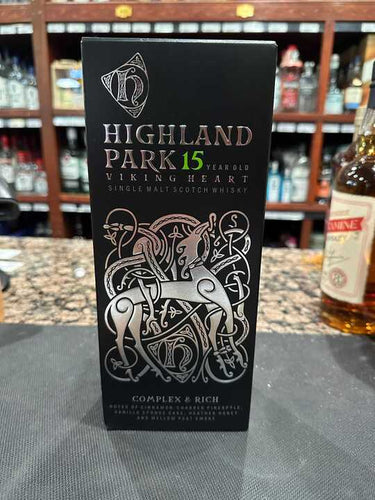 HIGHLAND
PARK 15 YEAR OLD
VIKING HEART
SINGLE MALT SCOTCH WHISKY
COMPLEX & RICH
NOTES OF CINNAMON-CHARRED PINEAPPLE,
VANILLA SPONGE CAKE, HEATHER HONEY
AND MELLOW PEAT SMOKE